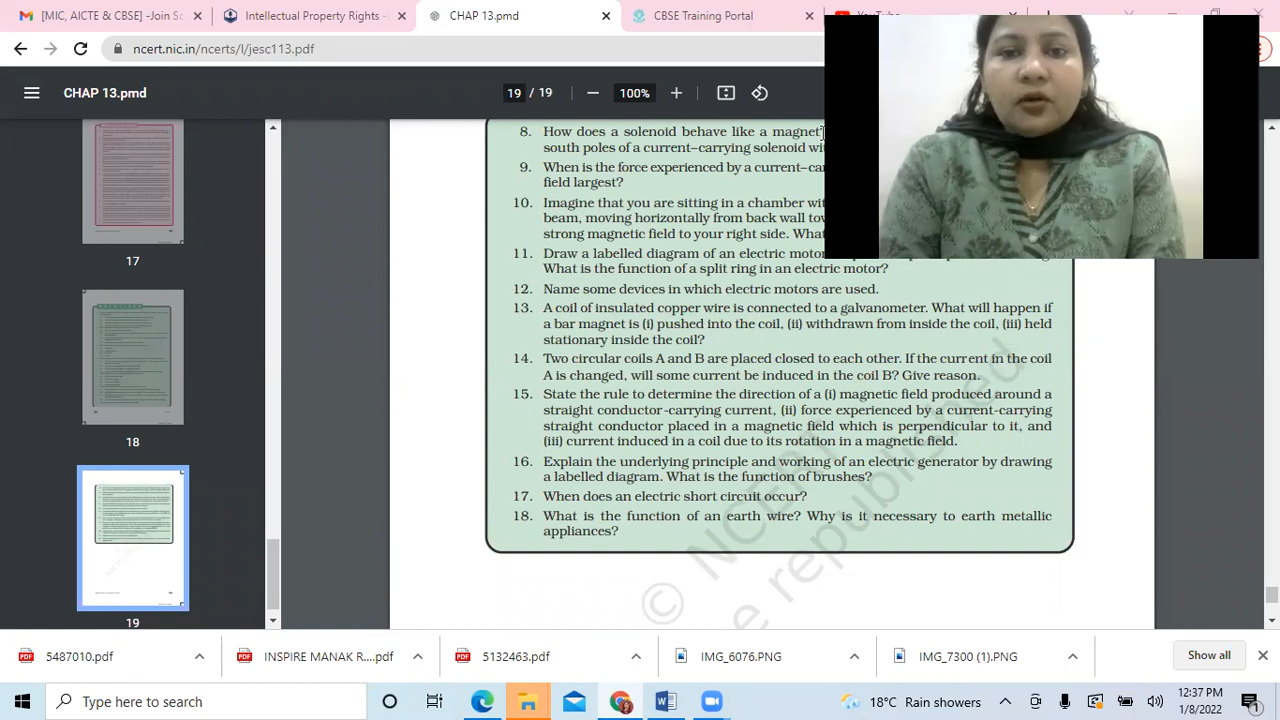 [MIC, AICTE & CBSE] Join S
Intellectual Property Rights -
CHAP 13.pmd
CBSE Training Portal
ncert.nic.in/ncerts/l/jesc113.pdf
CHAP 13.pmd
19 / 19
100%
8. How does a solenoid behave like a magnet
south poles of a current–carrying solenoid
9. When is the force experienced by a
field largest?
10. Imagine that you are sitting in a chamber
beam, moving horizontally from back wall
strong magnetic field to your right side.
11. Draw a labelled diagram of an electric motor
What is the function of a split ring in an electric motor?
12. Name some devices in which electric motors are used.
13. A coil of insulated copper wire is connected to a galvanometer. What will happen if
a bar magnet is (i) pushed into the coil, (ii) withdrawn from inside the coil, (iii) held
stationary inside the coil?
14. Two circular coils A and B are placed closed to each other. If the current in the coil
A is changed, will some current be induced in the coil B? Give reason.
15. State the rule to determine the direction of a (i) magnetic field produced around a
straight conductor-carrying current, (ii) force experienced by a current-carrying
straight conductor placed in a magnetic field which is perpendicular to it, and
(iii) current induced in a coil due to its rotation in a magnetic field.
16. Explain the underlying principle and working of an electric generator by drawing
a labelled diagram. What is the function of brushes?
17. When does an electric short circuit occur?
18. What is the function of an earth wire? Why is it necessary to earth metallic
appliances?
17
18
19
© NCERT
republished
5487010.pdf
INSPIRE MANAK R....pdf
5132463.pdf
IMG_6076.PNG
IMG_7300 (1).PNG
Show all
Type here to search
18°C Rain showers
12:37 PM
1/8/2022